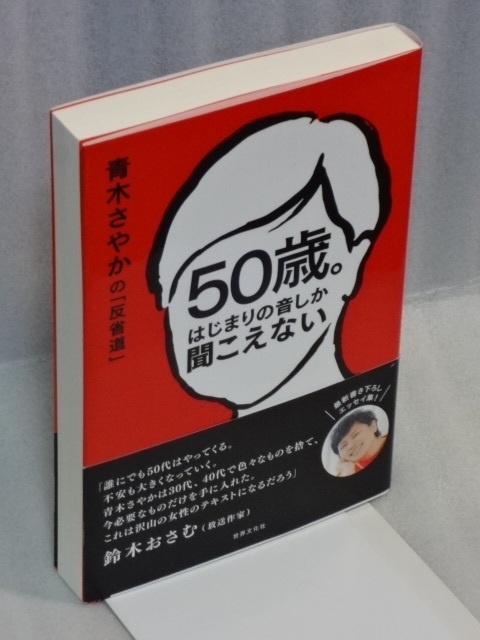 青木さやかの「反省道」
50歳。
はじまりの音しか
聞こえない
最新書き下ろし
エッセイ集!
「誰にでも50代はやってくる。
不安も大きくなっていく。
青木さやかは30代、40代で色々なものを捨て、
今必要なものだけを手に入れた。
これは沢山の女性のテキストになるだろう」
鈴木おさむ(放送作家)
世界文化社